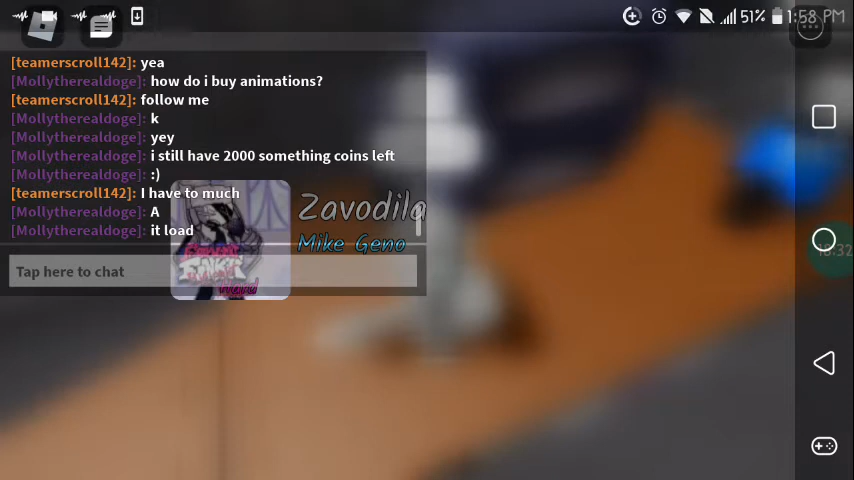 51% 1:58 PM
[teamerscroll142]: yea
[Mollytherealdoge]: how do i buy animations?
[teamerscroll142]: follow me
[Mollytherealdoge]: k
[Mollytherealdoge]: yey
[Mollytherealdoge]: i still have 2000 something coins left
[Mollytherealdoge]: :)
[teamerscroll142]: I have to much
[Mollytherealdoge]: A
[Mollytherealdoge]: it load
Zavodila
Mike Geno
Tap here to chat
Hard